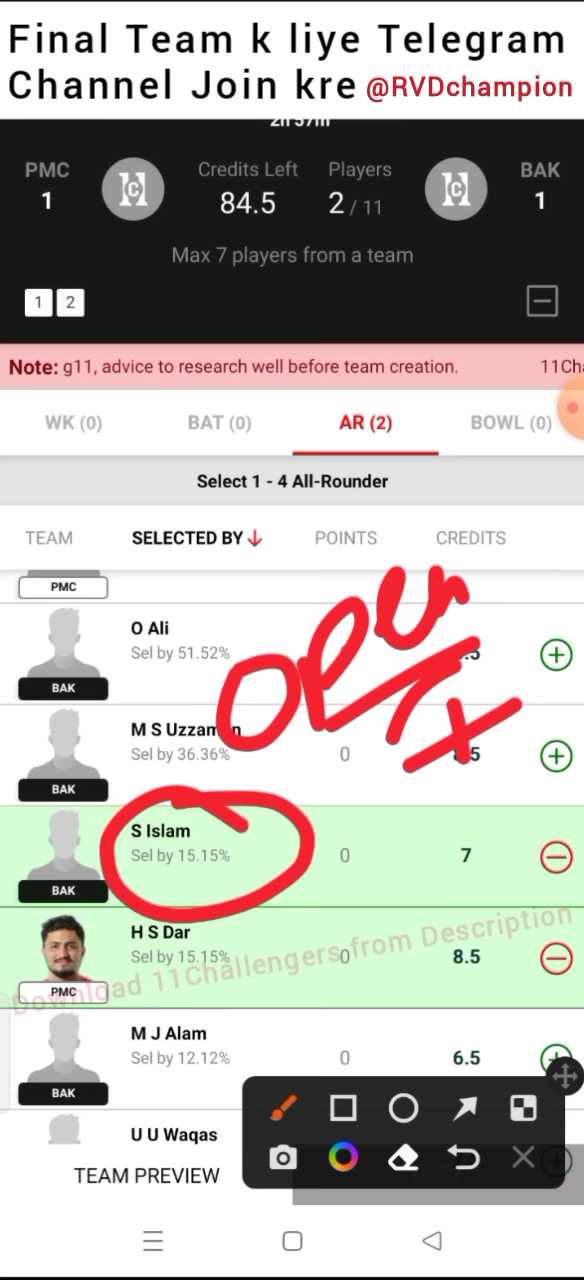 Final Team k liye Telegram
Channel Join kre @RVDchampion
2h 57m
PMC
1
Credits Left
84.5
Players
2 / 11
BAK
1
Max 7 players from a team
1 2
Note: g11, advice to research well before team creation. 11Cha
WK (0) BAT (0) AR (2) BOWL (0)
Select 1 - 4 All-Rounder
TEAM SELECTED BY POINTS CREDITS
PMC
O Ali
Sel by 51.52%
BAK
M S Uzzaman
Sel by 36.36% 0
BAK
S Islam
Sel by 15.15% 0 7
BAK
H S Dar
Sel by 15.15% 0 8.5
PMC
Download 11Challengers from Description
M J Alam
Sel by 12.12% 0 6.5
BAK
U U Waqas
TEAM PREVIEW